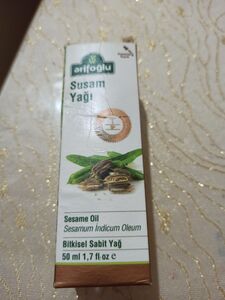 arifoğlu
Susam
Yağı
Sesame Oil
Sesamum Indicum Oleum
Bitkisel Sabit Yağ
50 ml 1,7 fl oz e